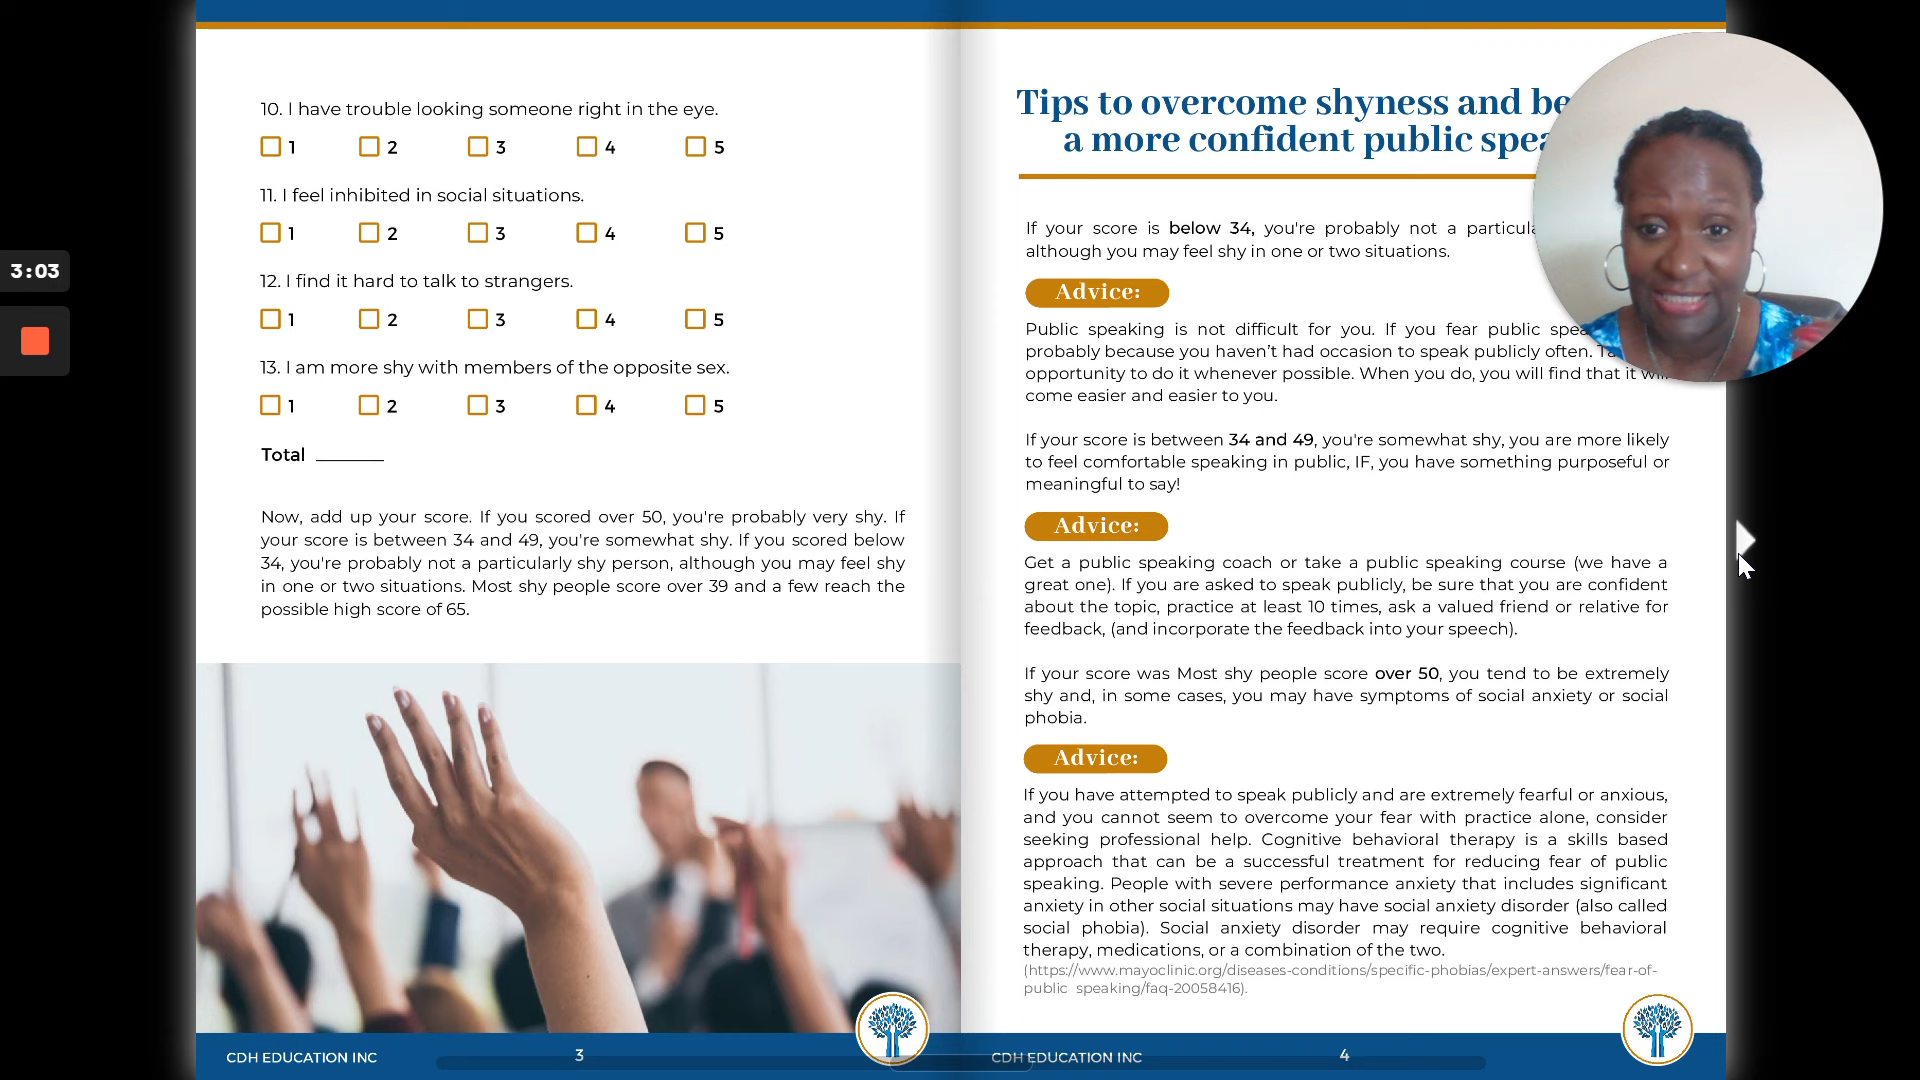 3:03
10. I have trouble looking someone right in the eye.
1 2 3 4 5
11. I feel inhibited in social situations.
1 2 3 4 5
12. I find it hard to talk to strangers.
1 2 3 4 5
13. I am more shy with members of the opposite sex.
1 2 3 4 5
Total _______
Now, add up your score. If you scored over 50, you're probably very shy. If
your score is between 34 and 49, you're somewhat shy. If you scored below
34, you're probably not a particularly shy person, although you may feel shy
in one or two situations. Most shy people score over 39 and a few reach the
possible high score of 65.
CDH EDUCATION INC 3
Tips to overcome shyness and be
a more confident public
If your score is below 34, you're probably not a
although you may feel shy in one or two situations.
Advice:
Public speaking is not difficult for you. If you fear public
probably because you haven't had occasion to speak publicly often.
opportunity to do it whenever possible. When you do, you will find that it will
come easier and easier to you.
If your score is between 34 and 49, you're somewhat shy, you are more likely
to feel comfortable speaking in public, IF, you have something purposeful or
meaningful to say!
Advice:
Get a public speaking coach or take a public speaking course (we have a
great one). If you are asked to speak publicly, be sure that you are confident
about the topic, practice at least 10 times, ask a valued friend or relative for
feedback, (and incorporate the feedback into your speech).
If your score was Most shy people score over 50, you tend to be extremely
shy and, in some cases, you may have symptoms of social anxiety or social
phobia.
Advice:
If you have attempted to speak publicly and are extremely fearful or anxious,
and you cannot seem to overcome your fear with practice alone, consider
seeking professional help. Cognitive behavioral therapy is a skills based
approach that can be a successful treatment for reducing fear of public
speaking. People with severe performance anxiety that includes significant
anxiety in other social situations may have social anxiety disorder (also called
social phobia). Social anxiety disorder may require cognitive behavioral
therapy, medications, or a combination of the two.
(https://www.mayoclinic.org/diseases-conditions/specific-phobias/expert-answers/fear-of-
public speaking/faq-20058416).
CDH EDUCATION INC 4